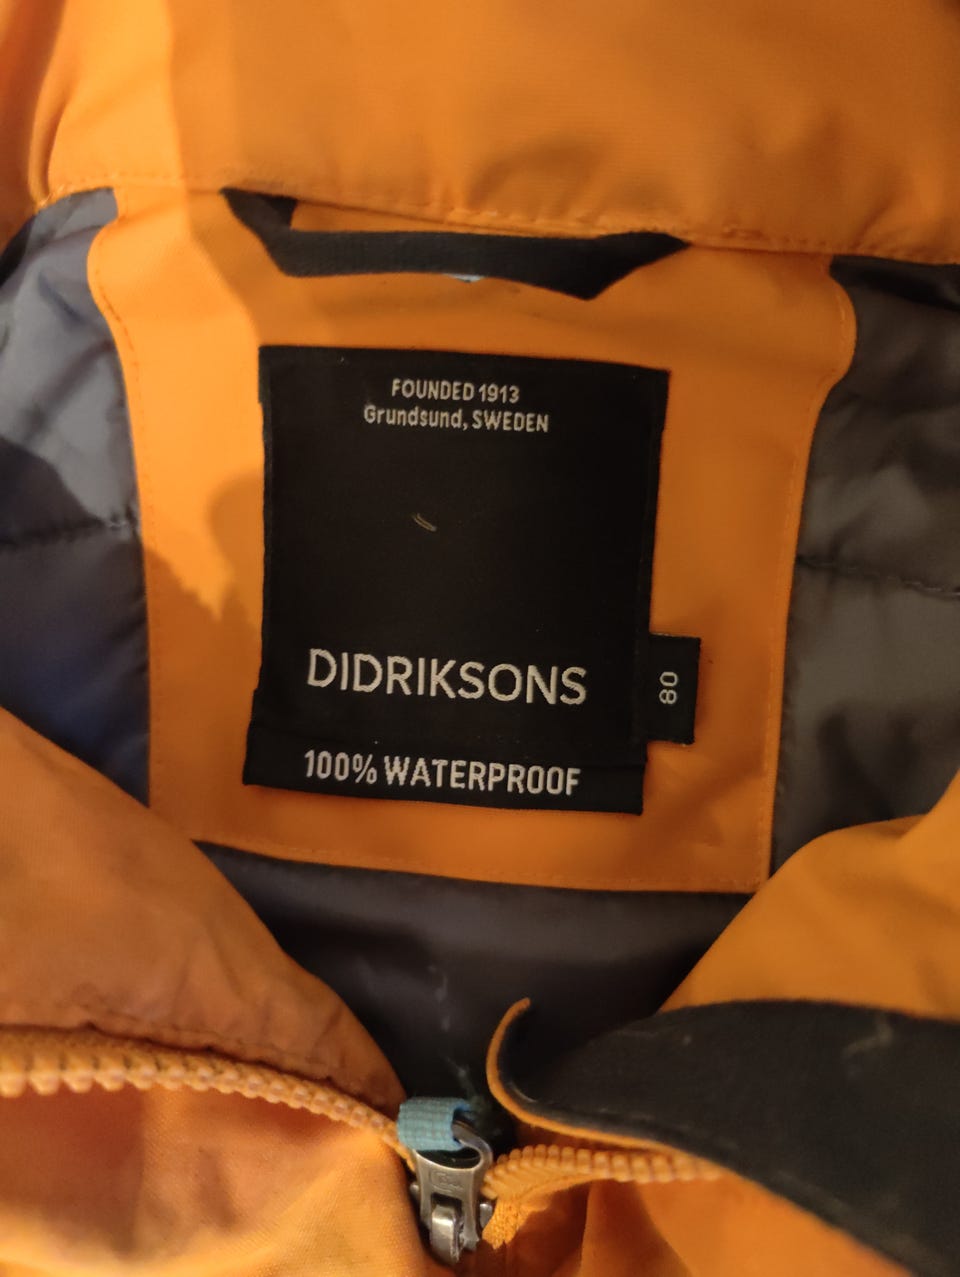 FOUNDED 1913
Grundsund, SWEDEN
DIDRIKSONS
80
100% WATERPROOF